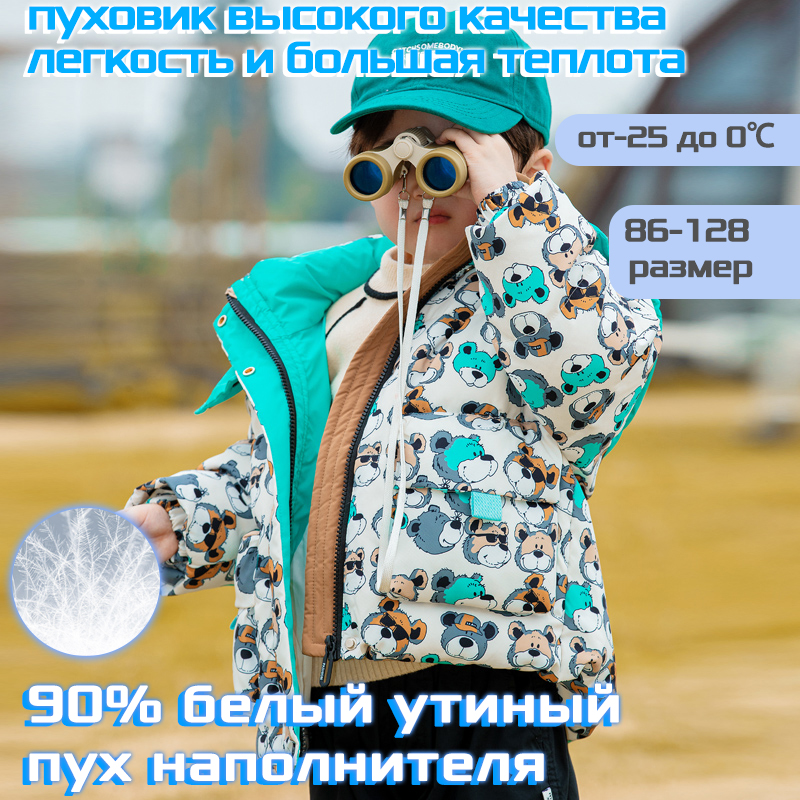 пуховик высокого качества
легкость и большая теплота
от-25 до 0℃
86-128
размер
90% белый утиный
пух наполнителя